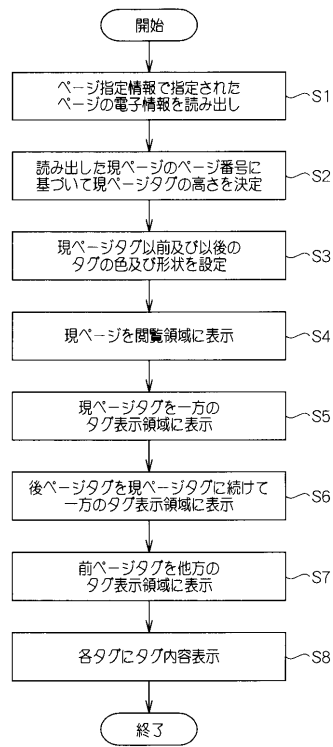 開始
ページ指定情報で指定された
ページの電子情報を読み出し
S1
読み出した現ページのページ番号に
基づいて現ページタグの高さを決定
S2
現ページタグ以前及び以後の
タグの色及び形状を設定
S3
現ページを閲覧領域に表示
S4
現ページタグを一方の
タグ表示領域に表示
S5
後ページタグを現ページタグに続けて
一方のタグ表示領域に表示
S6
前ページタグを他方の
タグ表示領域に表示
S7
各タグにタグ内容表示
S8
終了